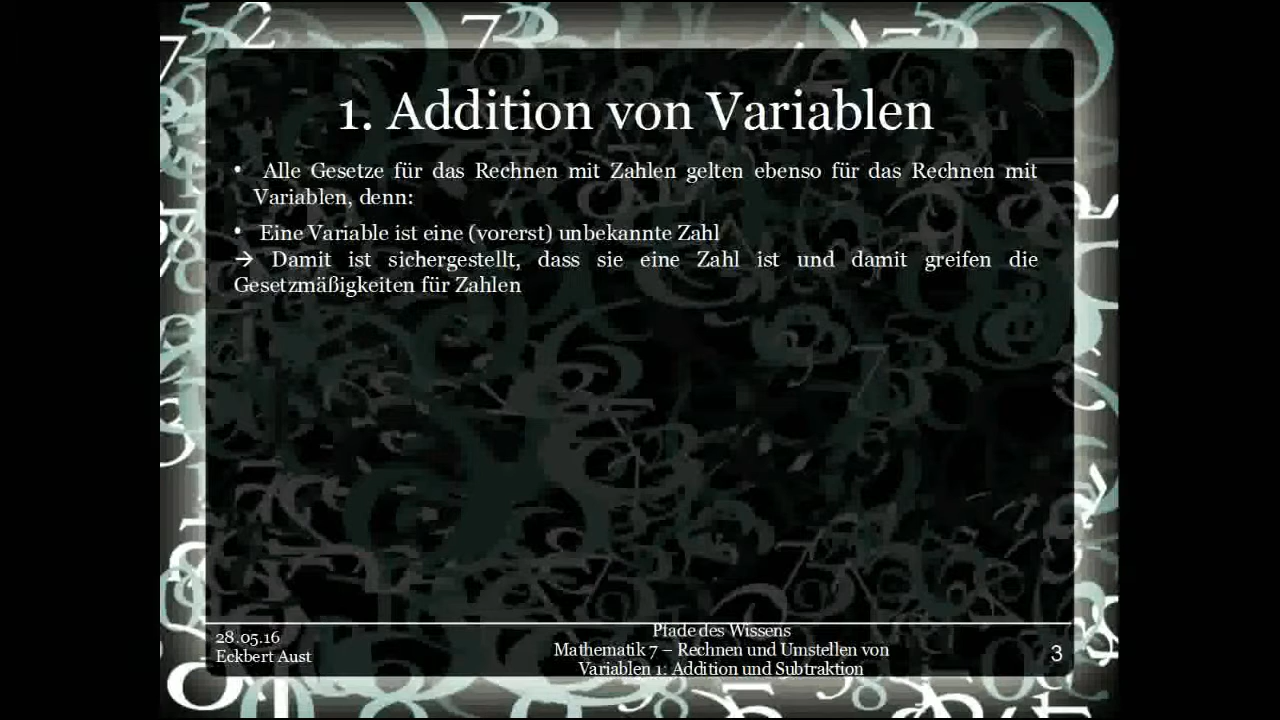 1. Addition von Variablen
• Alle Gesetze für das Rechnen mit Zahlen gelten ebenso für das Rechnen mit
Variablen, denn:
• Eine Variable ist eine (vorerst) unbekannte Zahl
→ Damit ist sichergestellt, dass sie eine Zahl ist und damit greifen die
Gesetzmäßigkeiten für Zahlen
28.05.16
Eckbert Aust
Pfade des Wissens
Mathematik 7 – Rechnen und Umstellen von
Variablen 1: Addition und Subtraktion
3